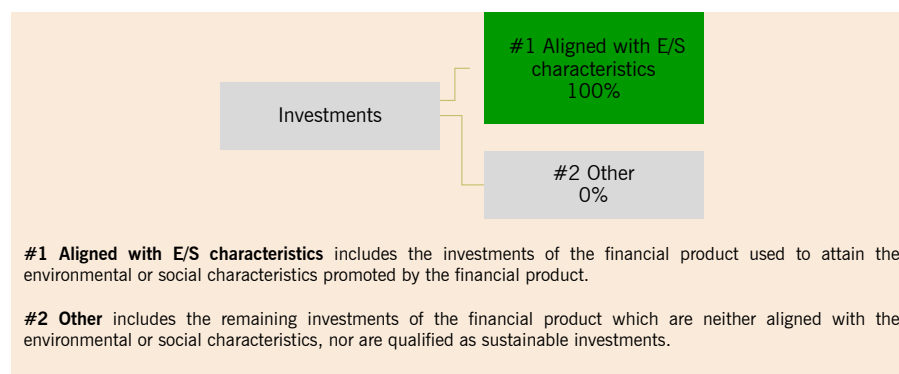 #1 Aligned with E/S
characteristics
100%
Investments
#2 Other
0%
#1 Aligned with E/S characteristics includes the investments of the financial product used to attain the
environmental or social characteristics promoted by the financial product.
#2 Other includes the remaining investments of the financial product which are neither aligned with the
environmental or social characteristics, nor are qualified as sustainable investments.